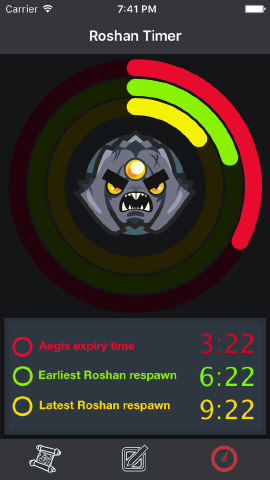 Carrier 7:41 PM
Roshan Timer
Aegis expiry time 3:22
Earliest Roshan respawn 6:22
Latest Roshan respawn 9:22